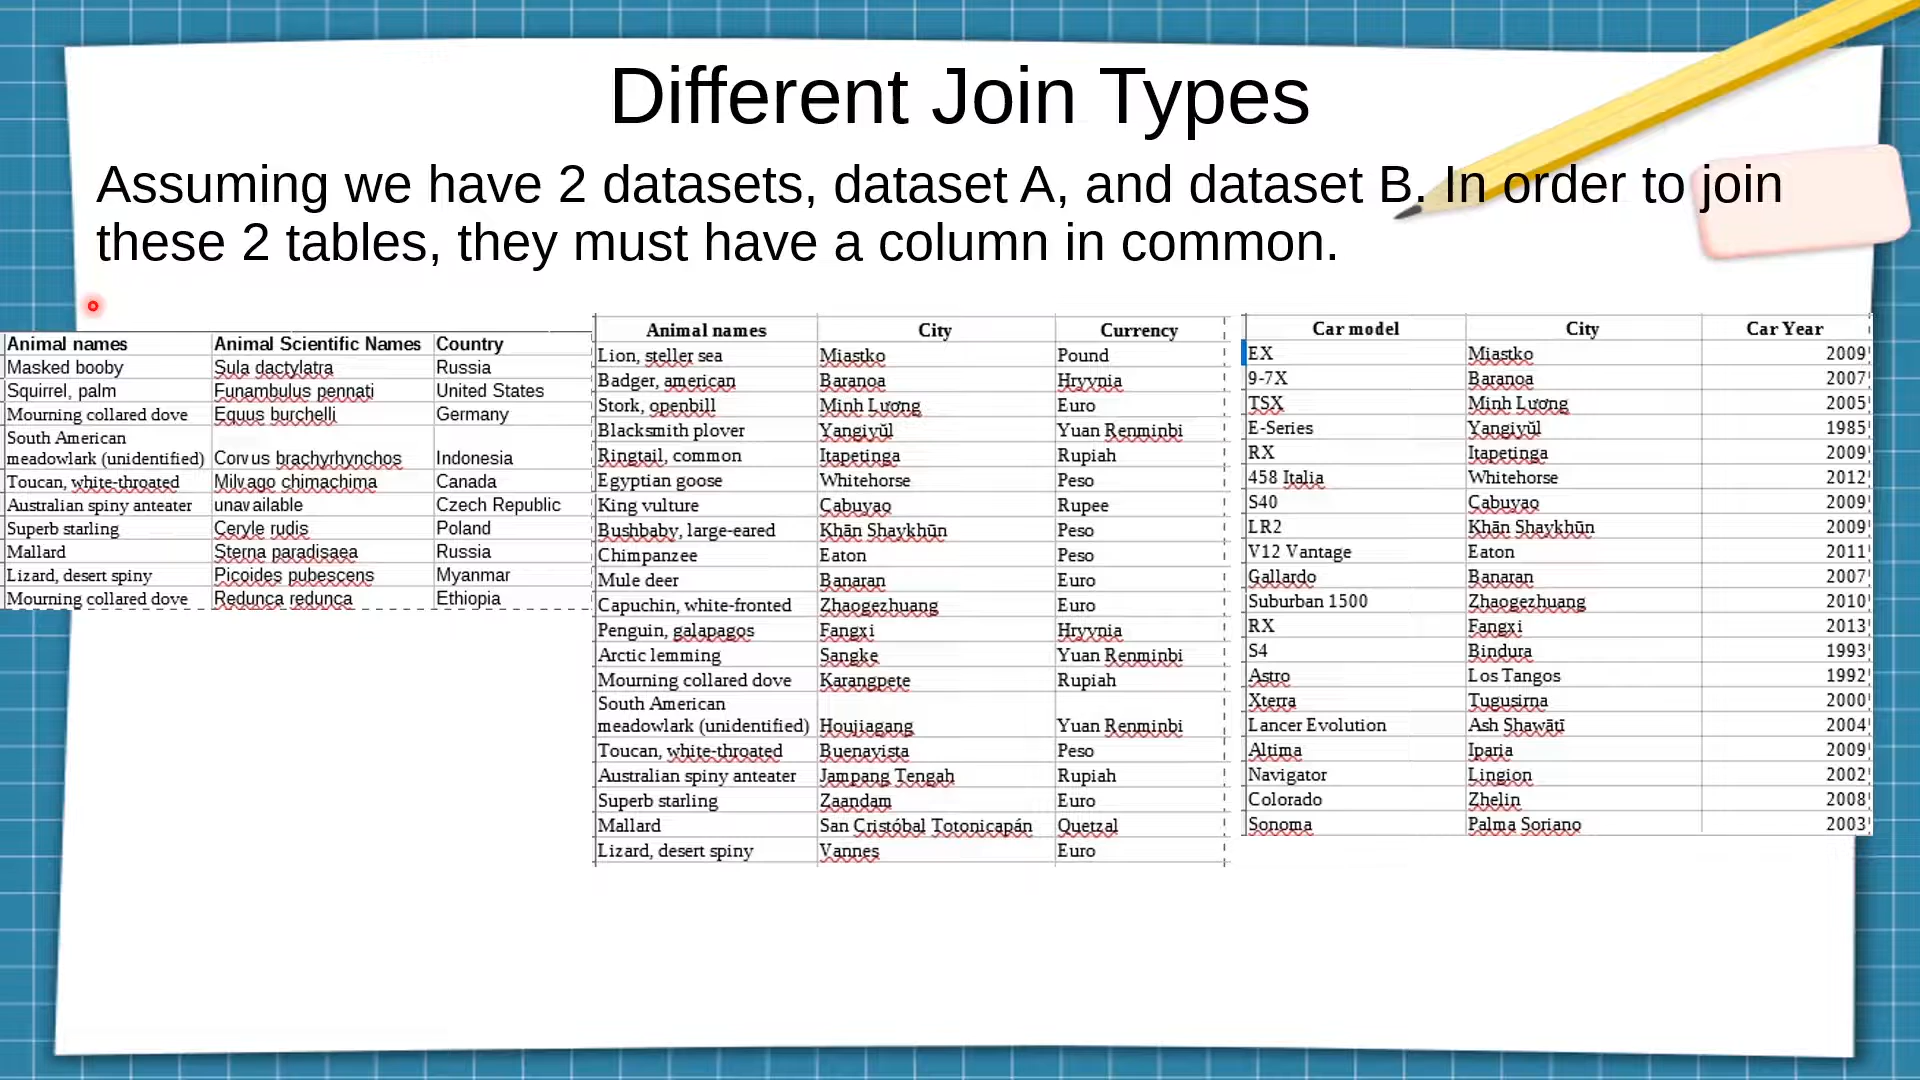 Different Join Types
Assuming we have 2 datasets, dataset A, and dataset B. In order to join
these 2 tables, they must have a column in common.
Animal names Animal Scientific Names Country
Masked booby Sula dactylatra Russia
Squirrel, palm Funambulus pennati United States
Mourning collared dove Equus burchelli Germany
South American
meadowlark (unidentified) Corvus brachyrhynchos Indonesia
Toucan, white-throated Milvago chimachima Canada
Australian spiny anteater unavailable Czech Republic
Superb starling Ceryle rudis Poland
Mallard Sterna paradisaea Russia
Lizard, desert spiny Picoides pubescens Myanmar
Mourning collared dove Redunca redunca Ethiopia
Animal names City Currency
Lion, steller sea Miastko Pound
Badger, american Baranoa Hryvnia
Stork, openbill Minh Lương Euro
Blacksmith plover Yangiyŭl Yuan Renminbi
Ringtail, common Itapetinga Rupiah
Egyptian goose Whitehorse Peso
King vulture Cabuyao Rupee
Bushbaby, large-eared Khān Shaykhūn Peso
Chimpanzee Eaton Peso
Mule deer Banaran Euro
Capuchin, white-fronted Zhaogezhuang Euro
Penguin, galapagos Fangxi Hryvnia
Arctic lemming Sangke Yuan Renminbi
Mourning collared dove Karangpete Rupiah
South American
meadowlark (unidentified) Houjiagang Yuan Renminbi
Toucan, white-throated Buenavista Peso
Australian spiny anteater Jampang Tengah Rupiah
Superb starling Zaandam Euro
Mallard San Cristóbal Totonicapán Quetzal
Lizard, desert spiny Vannes Euro
Car model City Car Year
EX Miastko 2009
9-7X Baranoa 2007
TSX Minh Lương 2005
E-Series Yangiyŭl 1985
RX Itapetinga 2009
458 Italia Whitehorse 2012
S40 Cabuyao 2009
LR2 Khān Shaykhūn 2009
V12 Vantage Eaton 2011
Gallardo Banaran 2007
Suburban 1500 Zhaogezhuang 2010
RX Fangxi 2013
S4 Bindura 1993
Astro Los Tangos 1992
Xterra Tugusirna 2000
Lancer Evolution Ash Shawātī 2004
Altima Iparia 2009
Navigator Lingion 2002
Colorado Zhelin 2008
Sonoma Palma Soriano 2003